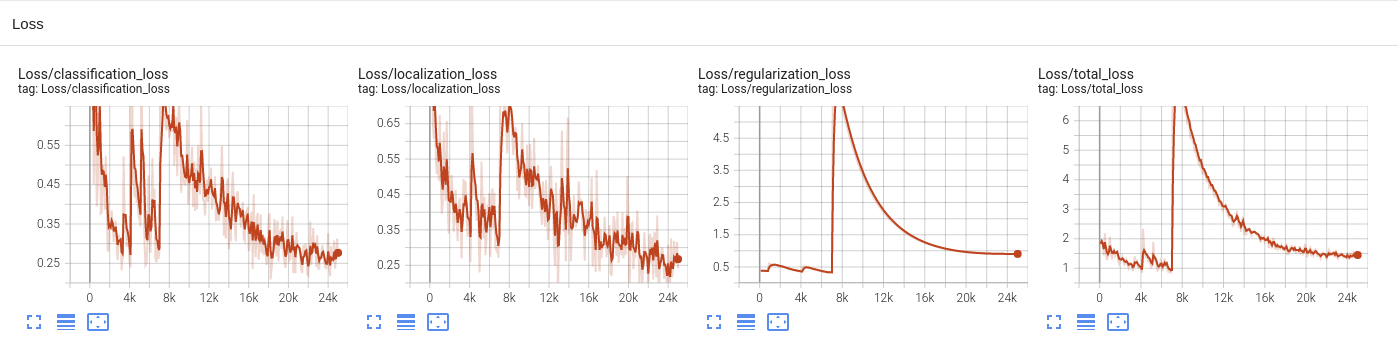 Loss
Loss/classification_loss
tag: Loss/classification_loss
0.55
0.45
0.35
0.25
0 4k 8k 12k 16k 20k 24k
Loss/localization_loss
tag: Loss/localization_loss
0.65
0.55
0.45
0.35
0.25
0 4k 8k 12k 16k 20k 24k
Loss/regularization_loss
tag: Loss/regularization_loss
4.5
3.5
2.5
1.5
0.5
0 4k 8k 12k 16k 20k 24k
Loss/total_loss
tag: Loss/total_loss
6
5
4
3
2
1
0 4k 8k 12k 16k 20k 24k